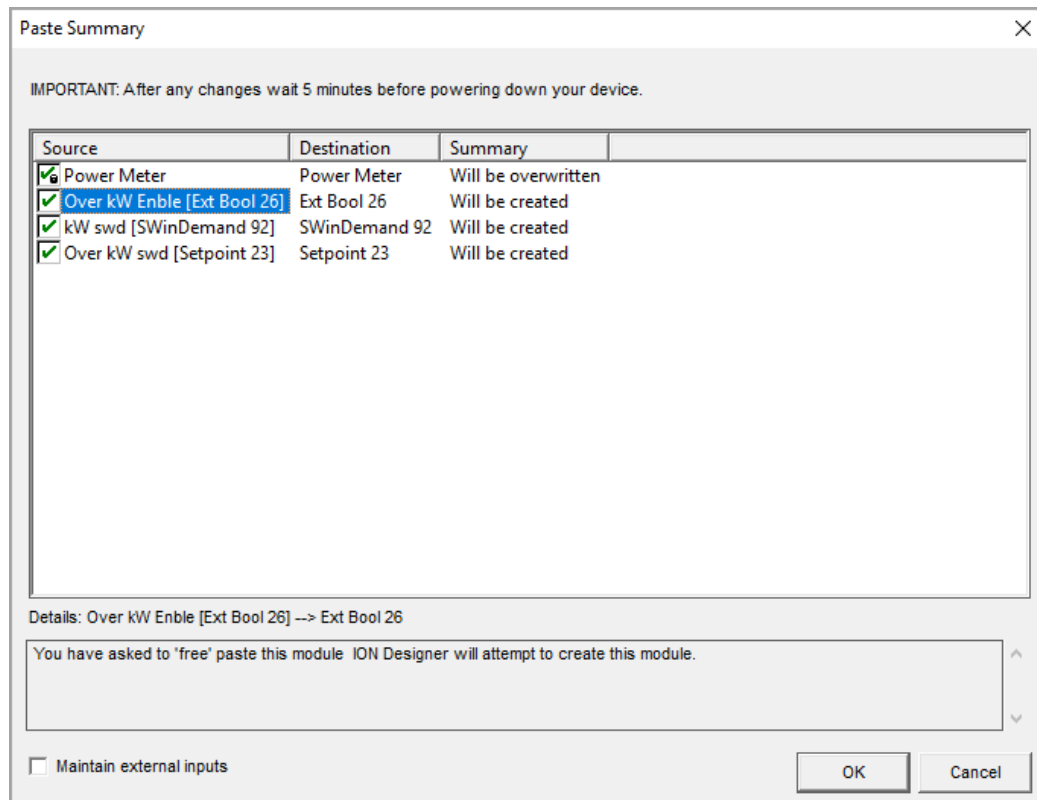 Paste Summary
IMPORTANT: After any changes wait 5 minutes before powering down your device.
Source Destination Summary
Power Meter Power Meter Will be overwritten
Over kW Enble [Ext Bool 26] Ext Bool 26 Will be created
kW swd [SWinDemand 92] SWinDemand 92 Will be created
Over kW swd [Setpoint 23] Setpoint 23 Will be created
Details: Over kW Enble [Ext Bool 26] --> Ext Bool 26
You have asked to 'free' paste this module  ION Designer will attempt to create this module.
Maintain external inputs
OK Cancel